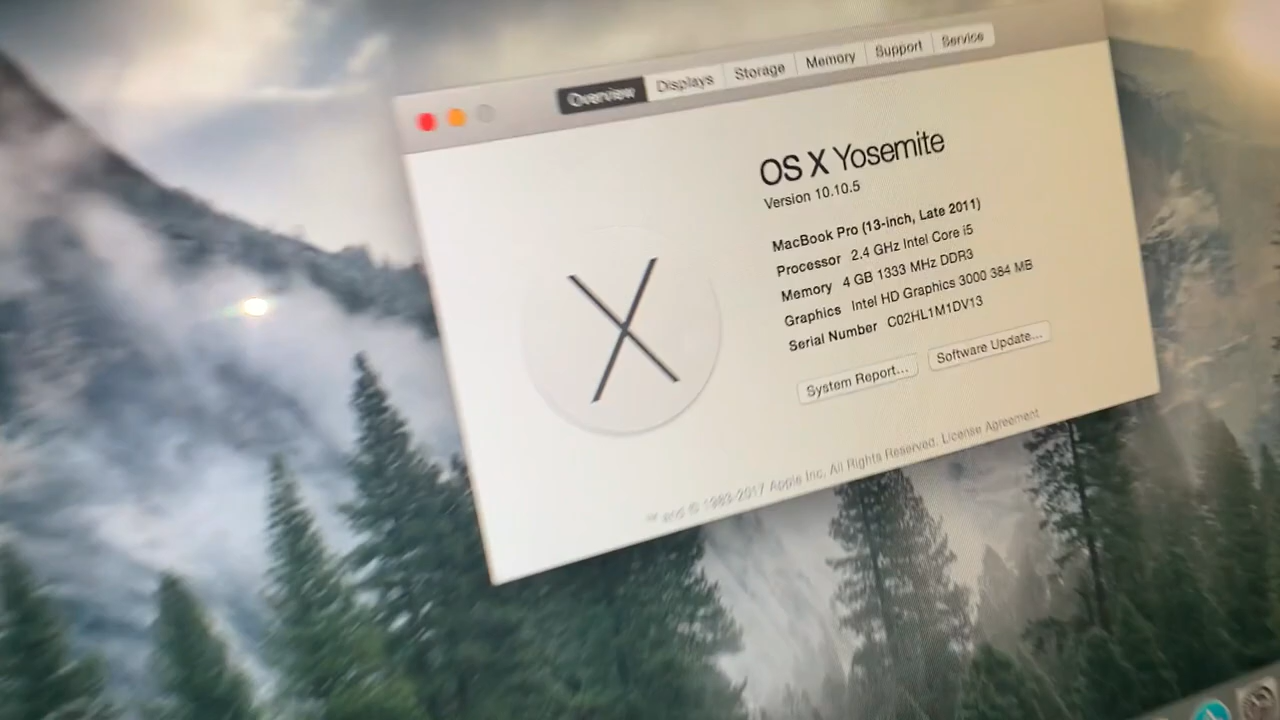 Overview Displays Storage Memory Support Service
OS X Yosemite
Version 10.10.5
MacBook Pro (13-inch, Late 2011)
Processor 2.4 GHz Intel Core i5
Memory 4 GB 1333 MHz DDR3
Graphics Intel HD Graphics 3000 384 MB
Serial Number C02HL1M1DV13
System Report... Software Update...
™ and © 1983-2017 Apple Inc. All Rights Reserved. License Agreement